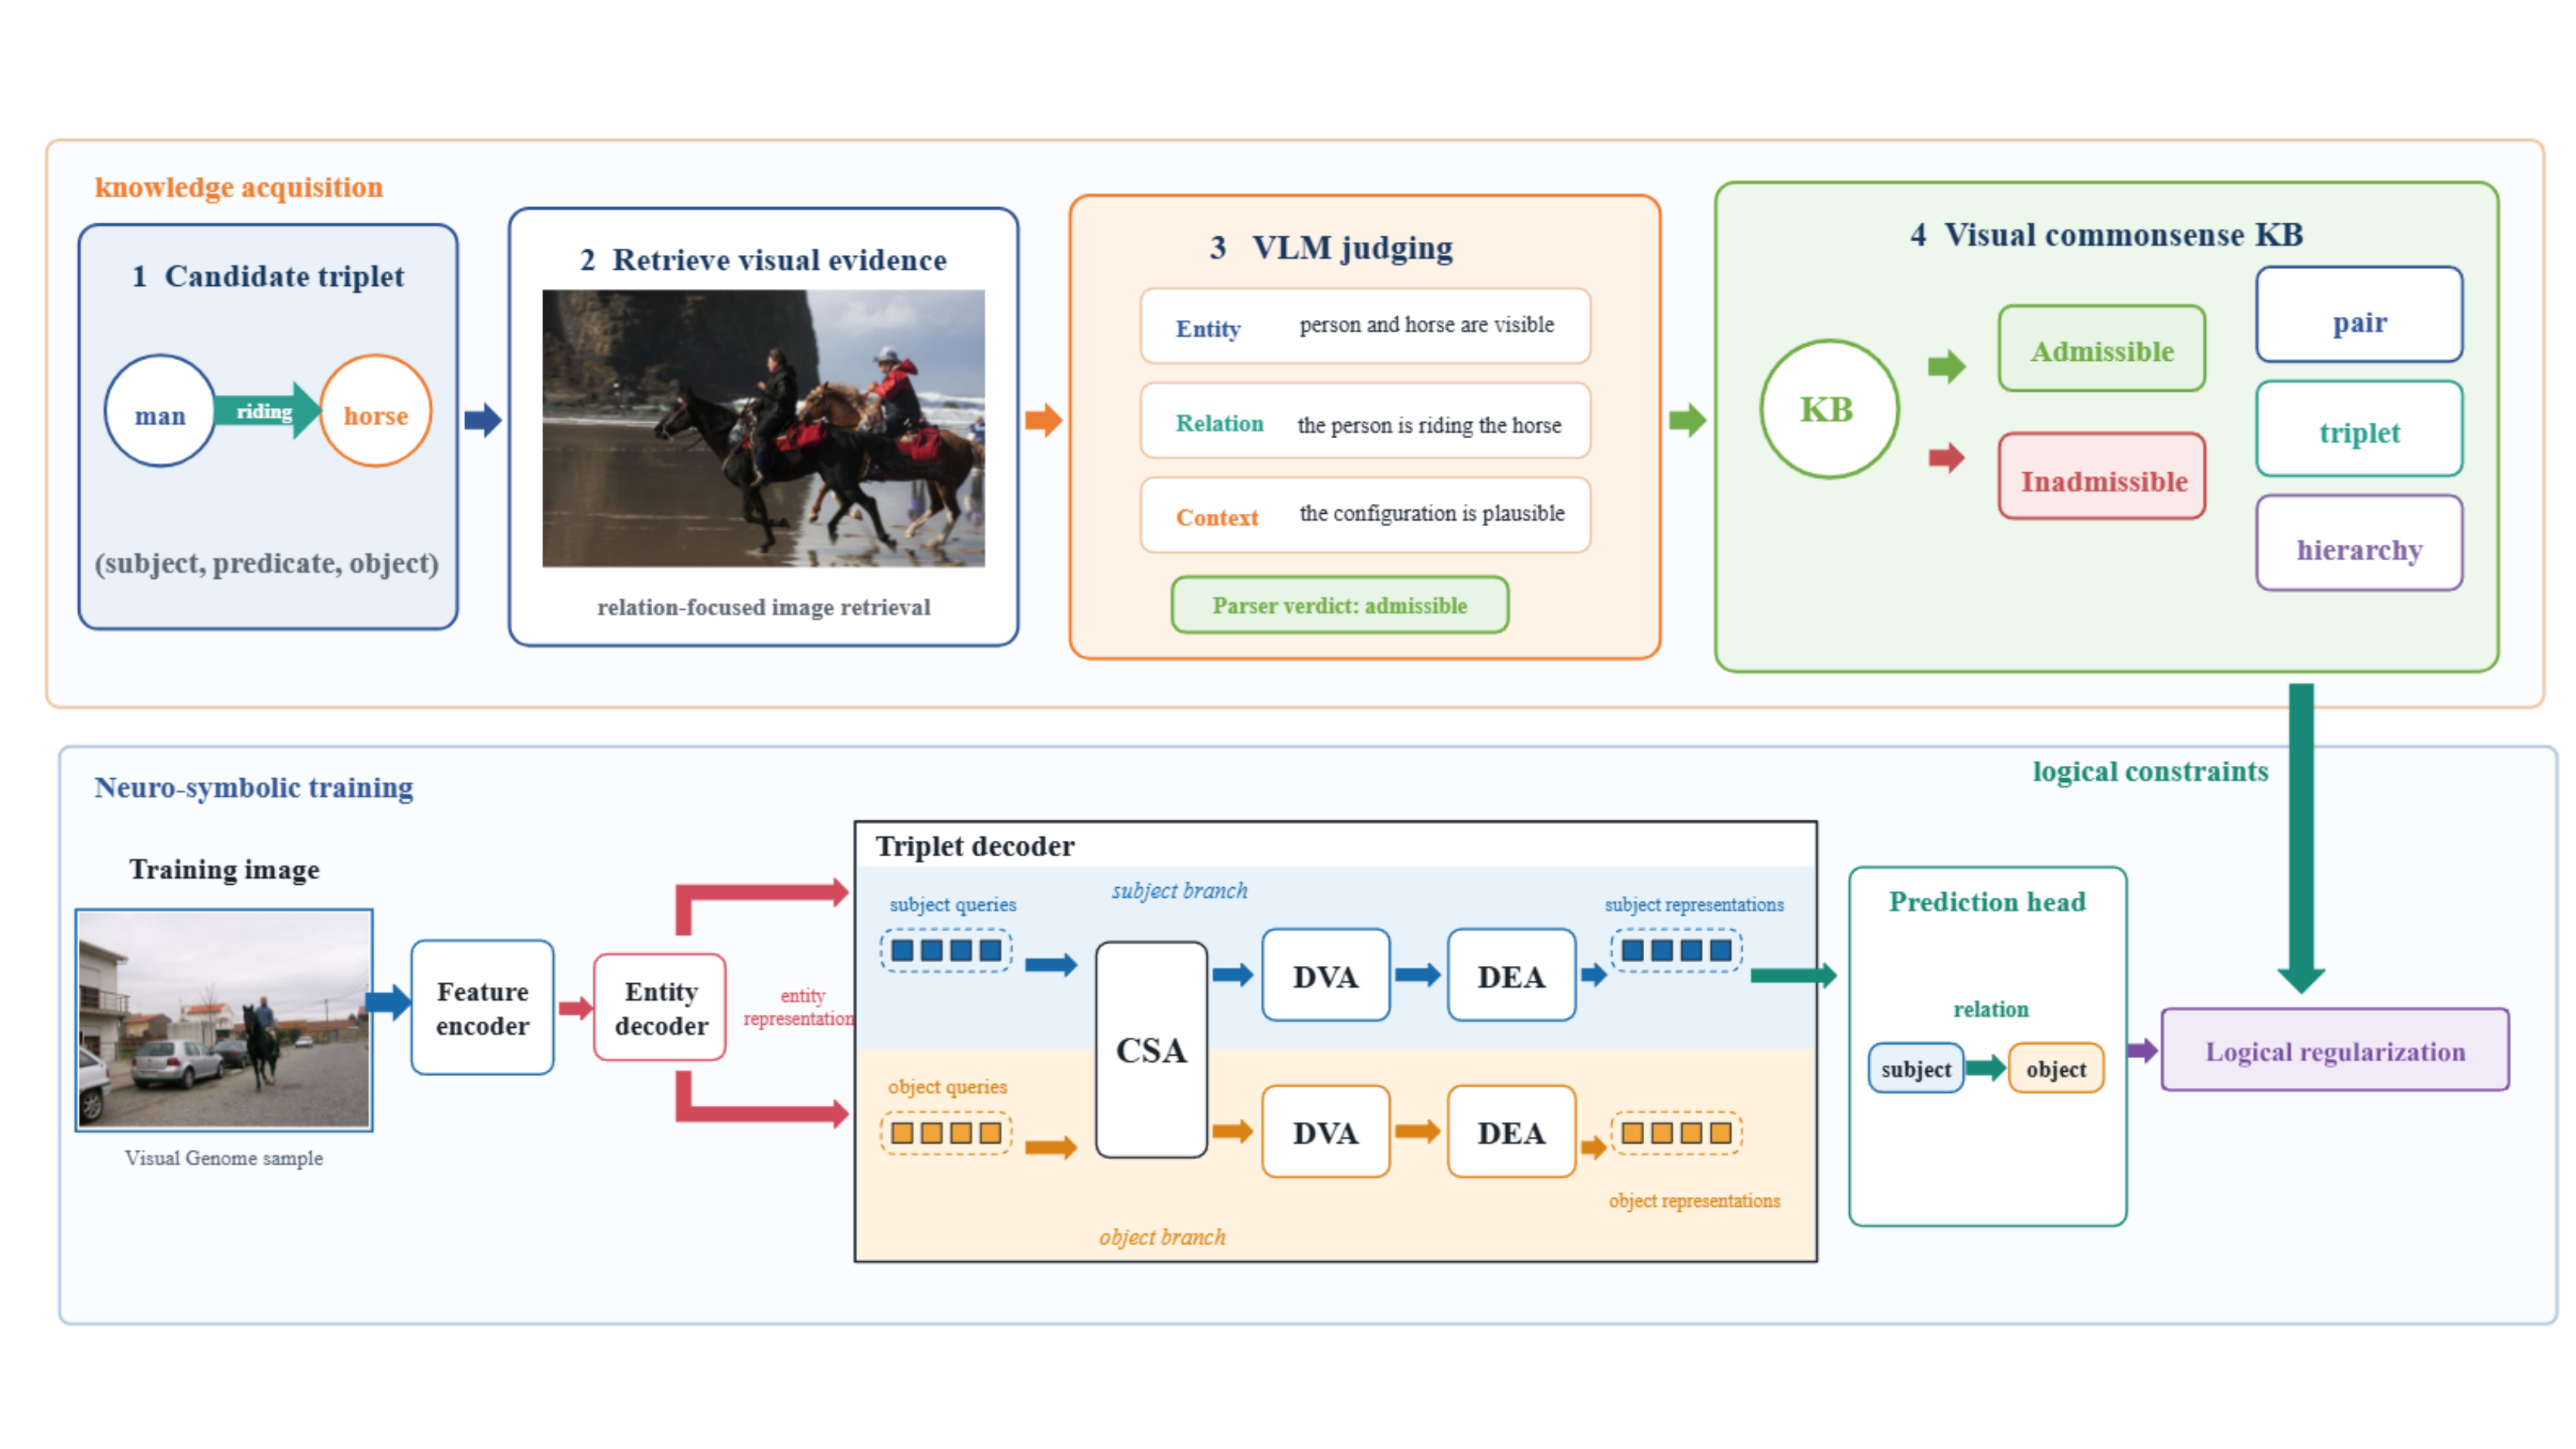 knowledge acquisition
1 Candidate triplet
man
riding
horse
(subject, predicate, object)
2 Retrieve visual evidence
relation-focused image retrieval
3 VLM judging
Entity person and horse are visible
Relation the person is riding the horse
Context the configuration is plausible
Parser verdict: admissible
4 Visual commonsense KB
KB
Admissible
Inadmissible
pair
triplet
hierarchy
logical constraints
Neuro-symbolic training
Training image
Visual Genome sample
Feature
encoder
Entity
decoder
entity
representation
Triplet decoder
subject branch
subject queries
CSA
DVA
DEA
subject representations
object queries
DVA
DEA
object representations
object branch
Prediction head
relation
subject
object
Logical regularization